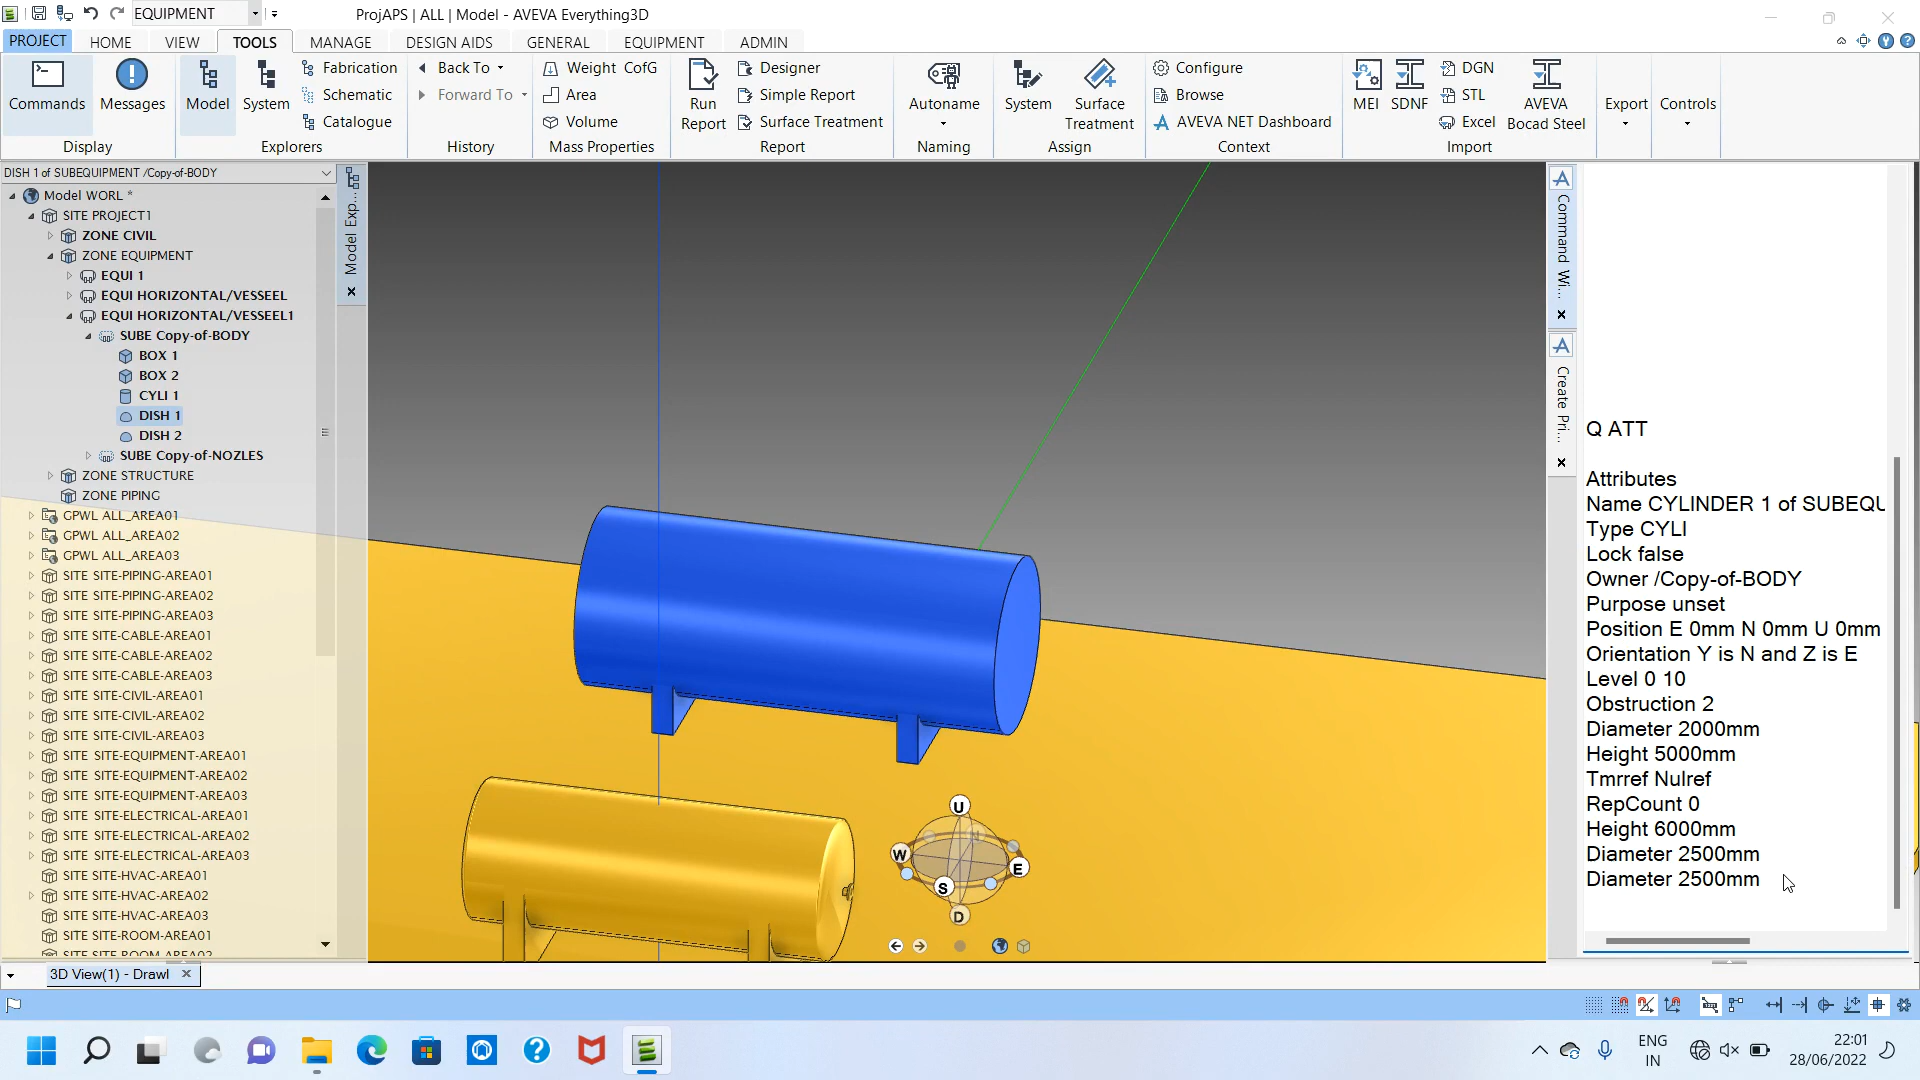 EQUIPMENT
ProjAPS | ALL | Model - AVEVA Everything3D
PROJECT
HOME
VIEW
TOOLS
MANAGE
DESIGN AIDS
GENERAL
EQUIPMENT
ADMIN
Commands
Messages
Display
Model
System
Fabrication
Schematic
Catalogue
Explorers
Back To
Forward To
History
Weight CofG
Area
Volume
Mass Properties
Run
Report
Designer
Simple Report
Surface Treatment
Report
Autoname
Naming
System
Surface
Treatment
Assign
Configure
Browse
AVEVA NET Dashboard
Context
MEI
SDNF
DGN
STL
Excel
AVEVA
Bocad Steel
Import
Export
Controls
DISH 1 of SUBEQUIPMENT /Copy-of-BODY
Model WORL *
SITE PROJECT1
ZONE CIVIL
ZONE EQUIPMENT
EQUI 1
EQUI HORIZONTAL/VESSEEL
EQUI HORIZONTAL/VESSEEL1
SUBE Copy-of-BODY
BOX 1
BOX 2
CYLI 1
DISH 1
DISH 2
SUBE Copy-of-NOZLES
ZONE STRUCTURE
ZONE PIPING
GPWL ALL_AREA01
GPWL ALL_AREA02
GPWL ALL_AREA03
SITE SITE-PIPING-AREA01
SITE SITE-PIPING-AREA02
SITE SITE-PIPING-AREA03
SITE SITE-CABLE-AREA01
SITE SITE-CABLE-AREA02
SITE SITE-CABLE-AREA03
SITE SITE-CIVIL-AREA01
SITE SITE-CIVIL-AREA02
SITE SITE-CIVIL-AREA03
SITE SITE-EQUIPMENT-AREA01
SITE SITE-EQUIPMENT-AREA02
SITE SITE-EQUIPMENT-AREA03
SITE SITE-ELECTRICAL-AREA01
SITE SITE-ELECTRICAL-AREA02
SITE SITE-ELECTRICAL-AREA03
SITE SITE-HVAC-AREA01
SITE SITE-HVAC-AREA02
SITE SITE-HVAC-AREA03
SITE SITE-ROOM-AREA01
SITE SITE-ROOM-AREA02
Model Exp...
U
W
E
S
D
Command Wi...
Create Pri...
Q ATT
Attributes
Name CYLINDER 1 of SUBEQU
Type CYLI
Lock false
Owner /Copy-of-BODY
Purpose unset
Position E 0mm N 0mm U 0mm
Orientation Y is N and Z is E
Level 0 10
Obstruction 2
Diameter 2000mm
Height 5000mm
Tmrref Nulref
RepCount 0
Height 6000mm
Diameter 2500mm
Diameter 2500mm
3D View(1) - Drawl
ENG
IN
22:01
28/06/2022